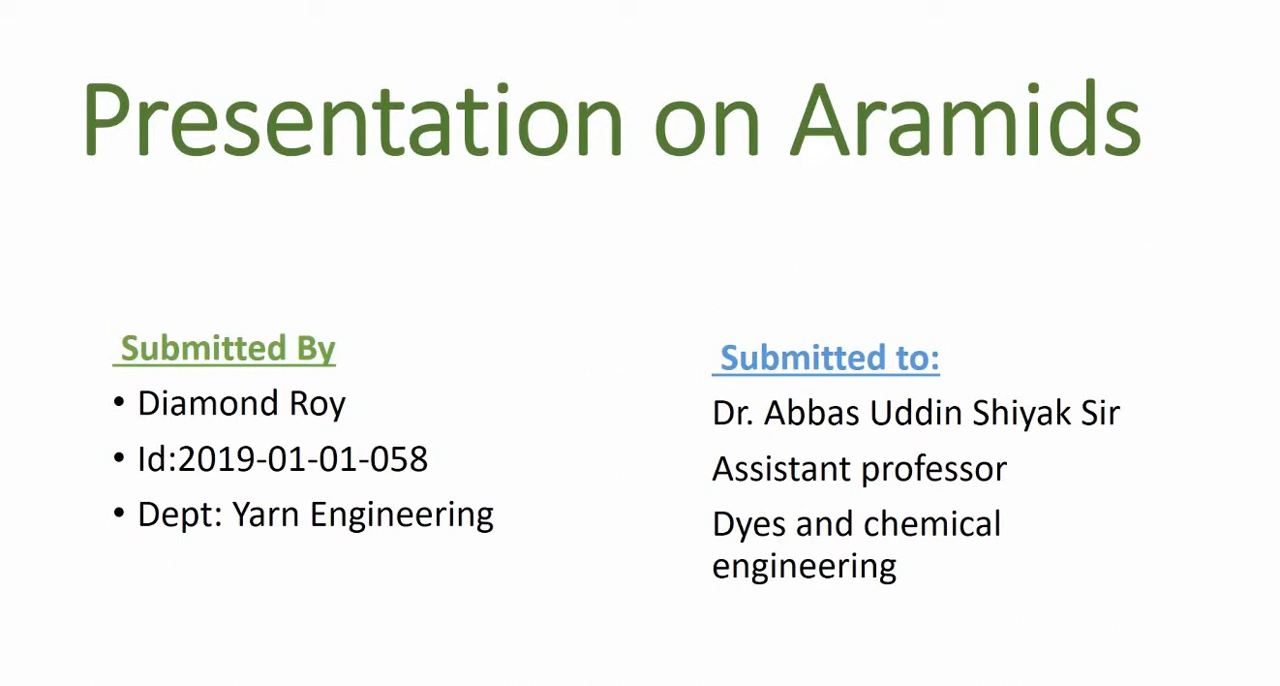 Presentation on Aramids
Submitted By
• Diamond Roy
• Id:2019-01-01-058
• Dept: Yarn Engineering
Submitted to:
Dr. Abbas Uddin Shiyak Sir
Assistant professor
Dyes and chemical
engineering